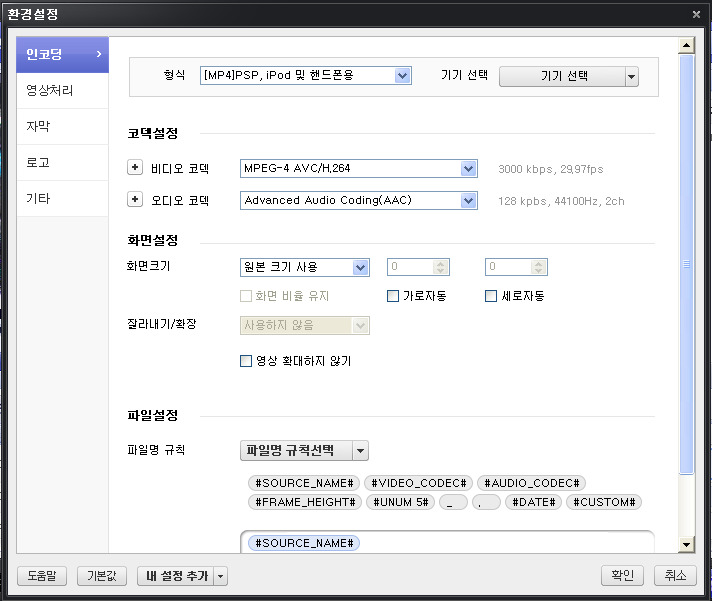 환경설정
인코딩
영상처리
자막
로고
기타
형식 [MP4]PSP, iPod 및 핸드폰용 기기 선택 기기 선택
코덱설정
비디오 코덱 MPEG-4 AVC/H.264 3000 kbps, 29.97fps
오디오 코덱 Advanced Audio Coding(AAC) 128 kpbs, 44100Hz, 2ch
화면설정
화면크기 원본 크기 사용 0 0
화면 비율 유지 가로자동 세로자동
잘라내기/확장 사용하지 않음
영상 확대하지 않기
파일설정
파일명 규칙 파일명 규칙선택
#SOURCE_NAME# #VIDEO_CODEC# #AUDIO_CODEC#
#FRAME_HEIGHT# #UNUM 5# _ . #DATE# #CUSTOM#
#SOURCE_NAME#
도움말 기본값 내 설정 추가 확인 취소